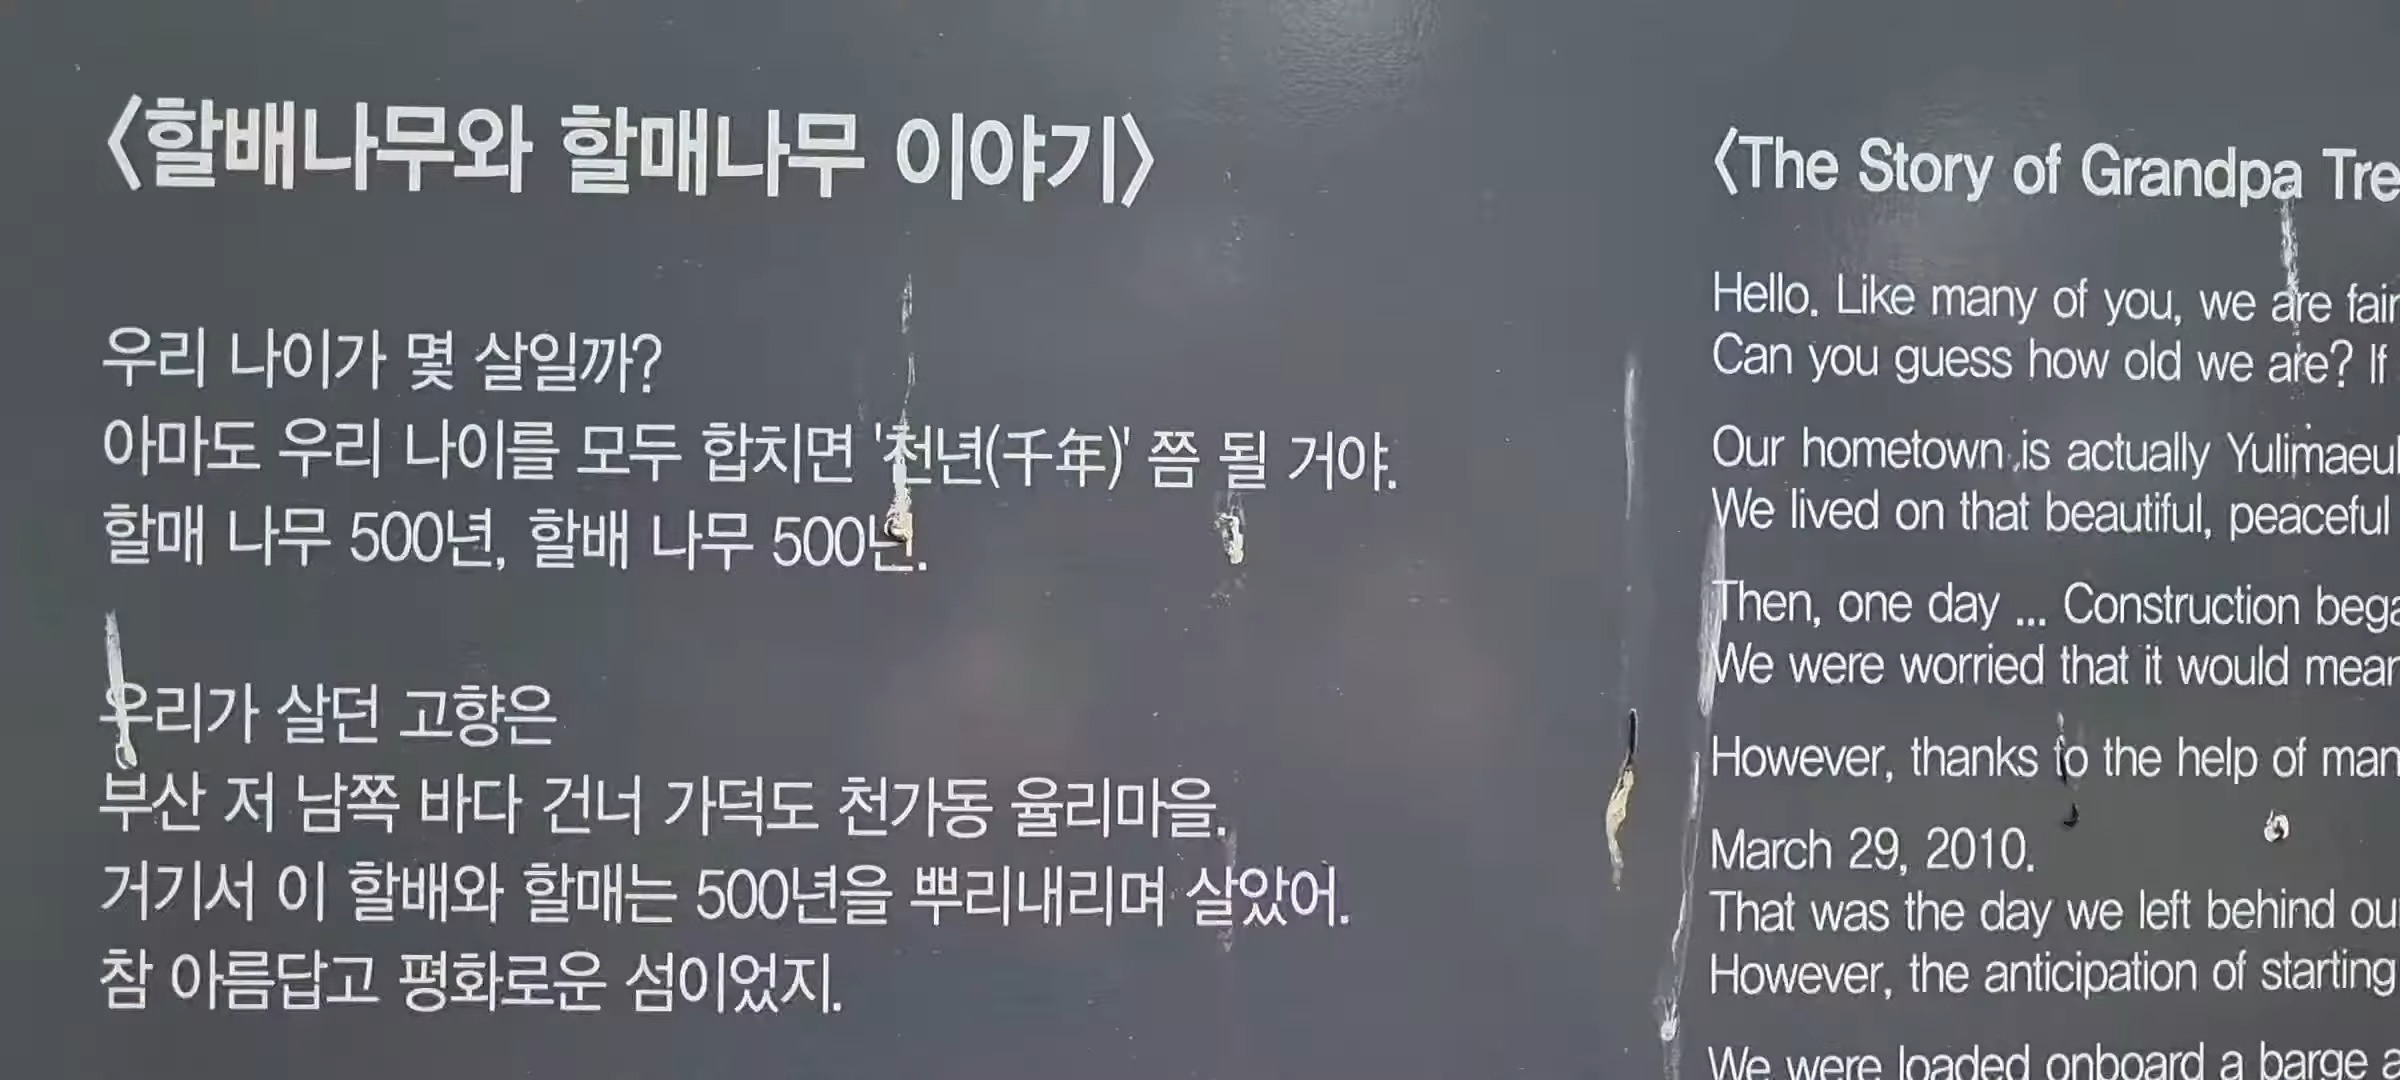 〈할배나무와 할매나무 이야기〉
우리 나이가 몇 살일까?
아마도 우리 나이를 모두 합치면 '천년(千年)' 쯤 될 거야.
할매 나무 500년, 할배 나무 500년.
우리가 살던 고향은
부산 저 남쪽 바다 건너 가덕도 천가동 율리마을.
거기서 이 할배와 할매는 500년을 뿌리내리며 살았어.
참 아름답고 평화로운 섬이었지.
〈The Story of Grandpa
Hello. Like many of you, we are
Can you guess how old we are? If
Our hometown is actually
We lived on that beautiful, peaceful
Then, one day ... Construction
We were worried that it would
However, thanks to the help of
March 29, 2010.
That was the day we left behind
However, the anticipation of starting
We were loaded onboard a barge